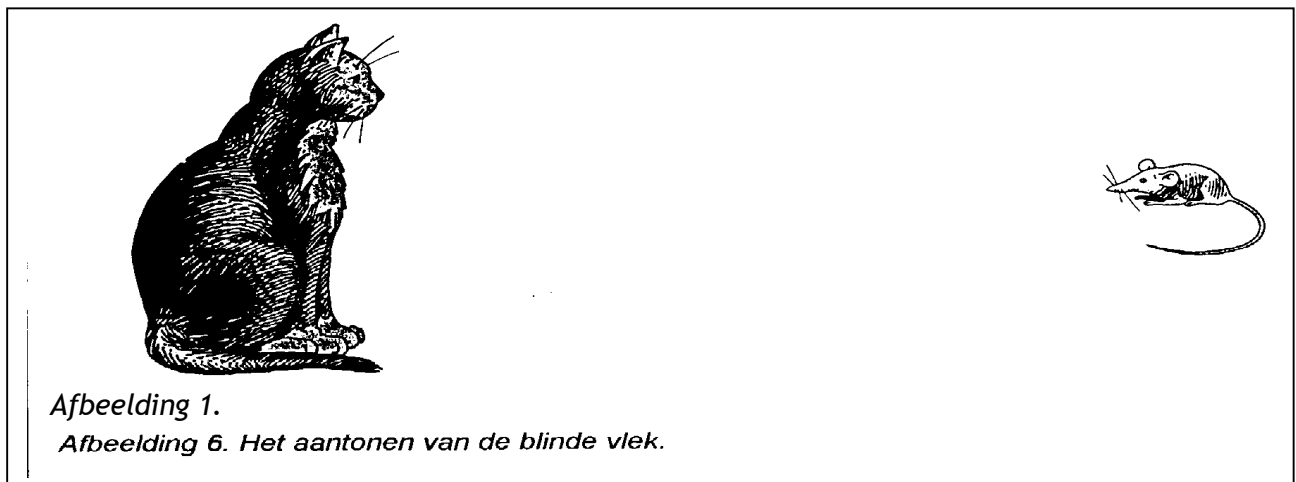 Afbeelding 1.
Afbeelding 6. Het aantonen van de blinde vlek.